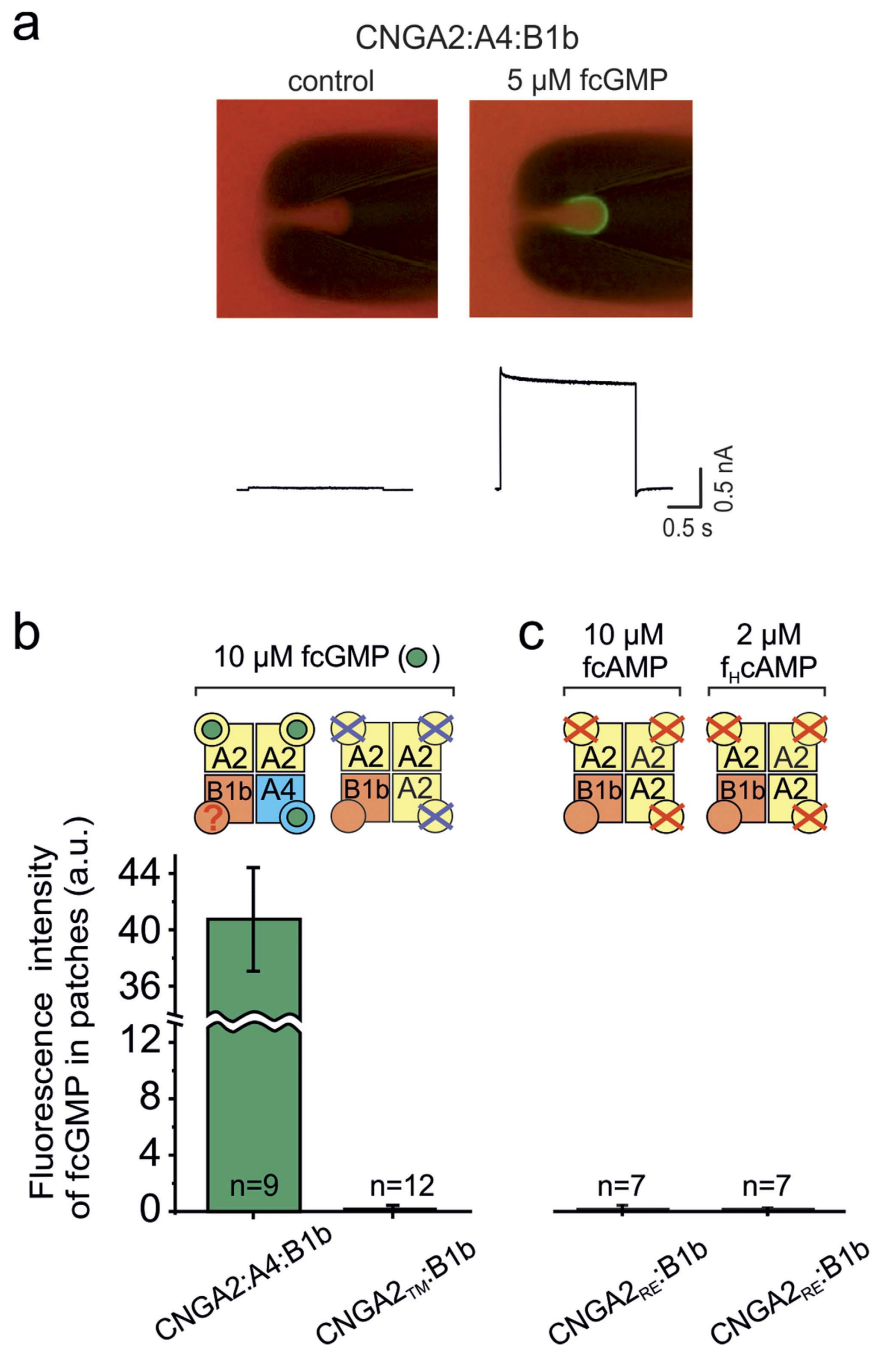 a
CNGA2:A4:B1b
control
5 µM fcGMP
0.5 nA
0.5 s
b
10 µM fcGMP ( )
A2 A2
B1b A4
?
A2 A2
B1b A2
Fluorescence intensity
of fcGMP in patches (a.u.)
44
40
36
12
8
4
0
n=9
n=12
CNGA2:A4:B1b
CNGA2TM:B1b
c
10 µM
fcAMP
2 µM
fHcAMP
A2 A2
B1b A2
A2 A2
B1b A2
n=7
n=7
CNGA2RE:B1b
CNGA2RE:B1b